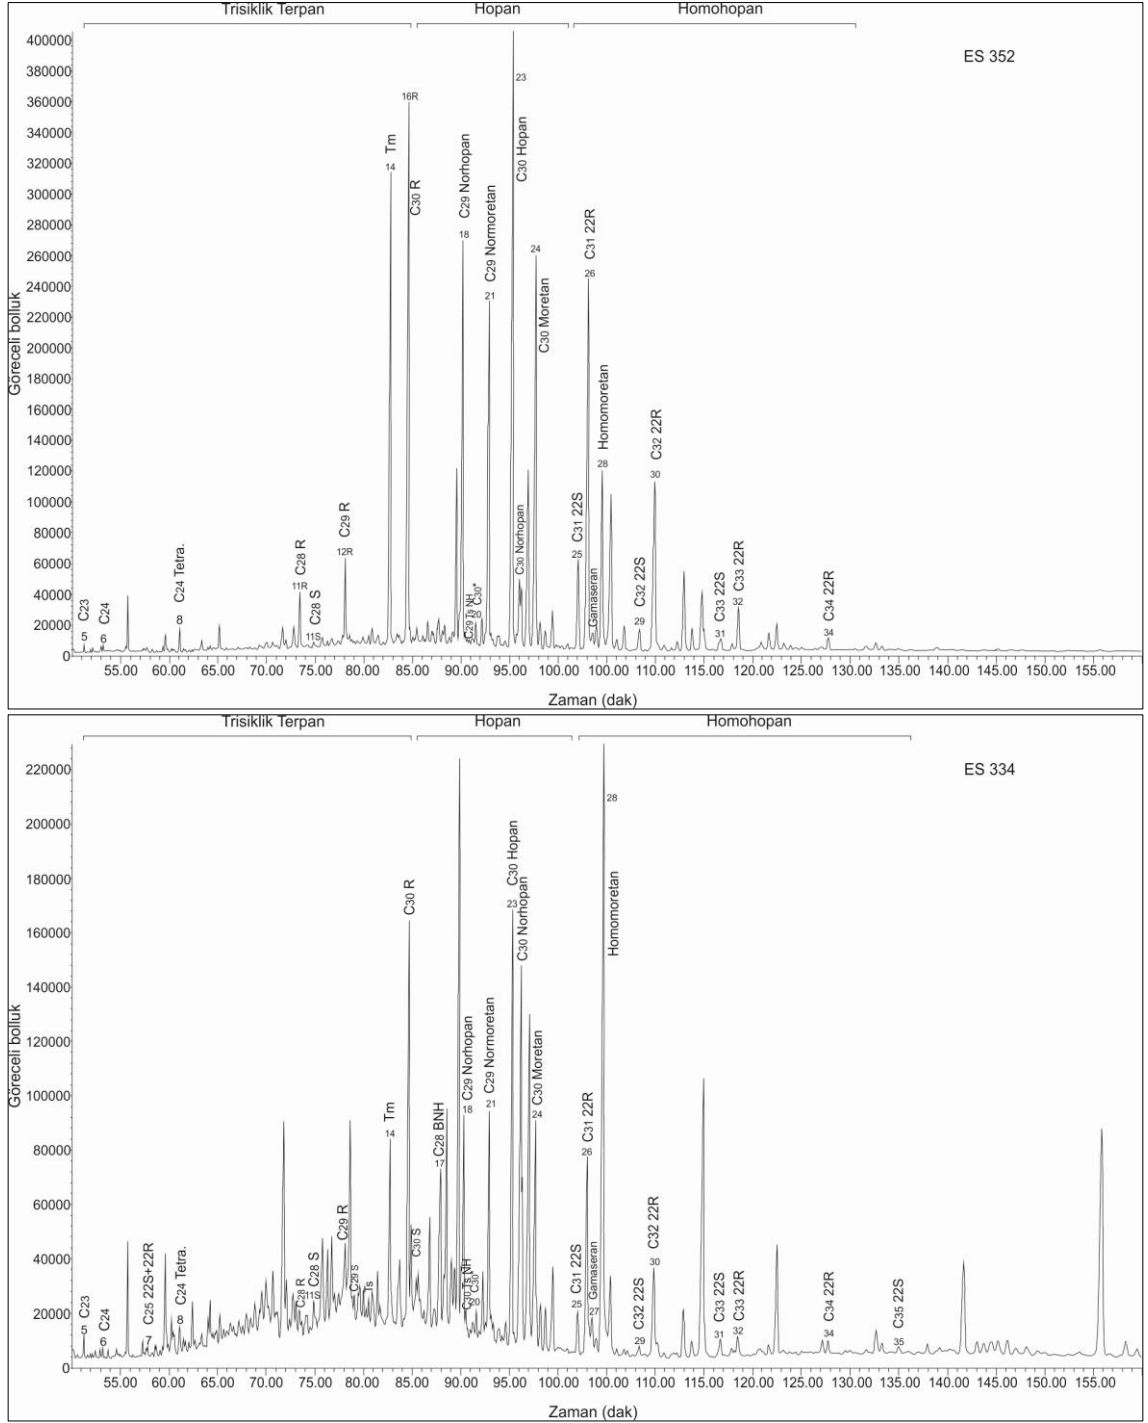 Trisiklik Terpan Hopan Homohopan
ES 352
400000
380000
360000
340000
320000
300000
280000
260000
240000
220000
200000
180000
160000
140000
120000
100000
80000
60000
40000
20000
0
Göreceli bolluk
C23
5
C24
6
C24 Tetra.
8
C28 R
11R
C28 S
11S
C29 R
12R
Tm
14
16R
C30 R
C29 Norhopan
18
C29 Ts NH
C30*
20
C29 Normoretan
21
23
C30 Hopan
C30 Norhopan
24
C30 Moretan
C31 22S
25
C31 22R
26
Gamaseran
Homomoretan
28
C32 22S
29
C32 22R
30
C33 22S
31
C33 22R
32
C34 22R
34
55.00 60.00 65.00 70.00 75.00 80.00 85.00 90.00 95.00 100.00 105.00 110.00 115.00 120.00 125.00 130.00 135.00 140.00 145.00 150.00 155.00
Zaman (dak)
Trisiklik Terpan Hopan Homohopan
ES 334
220000
200000
180000
160000
140000
120000
100000
80000
60000
40000
20000
0
Göreceli bolluk
C23
5
C24
6
C25 22S+22R
7
C24 Tetra.
8
C28 R
C28 S
11S
C29 R
C29 S
Ts
Tm
14
C30 R
C30 S
C28 BNH
17
C29 Norhopan
18
C30 Ts NH
C30*
20
C29 Normoretan
21
C30 Hopan
23
C30 Norhopan
C30 Moretan
24
C31 22S
25
C31 22R
26
Gamaseran
27
28
Homomoretan
C32 22S
29
C32 22R
30
C33 22S
31
C33 22R
32
C34 22R
34
C35 22S
35
55.00 60.00 65.00 70.00 75.00 80.00 85.00 90.00 95.00 100.00 105.00 110.00 115.00 120.00 125.00 130.00 135.00 140.00 145.00 150.00 155.00
Zaman (dak)